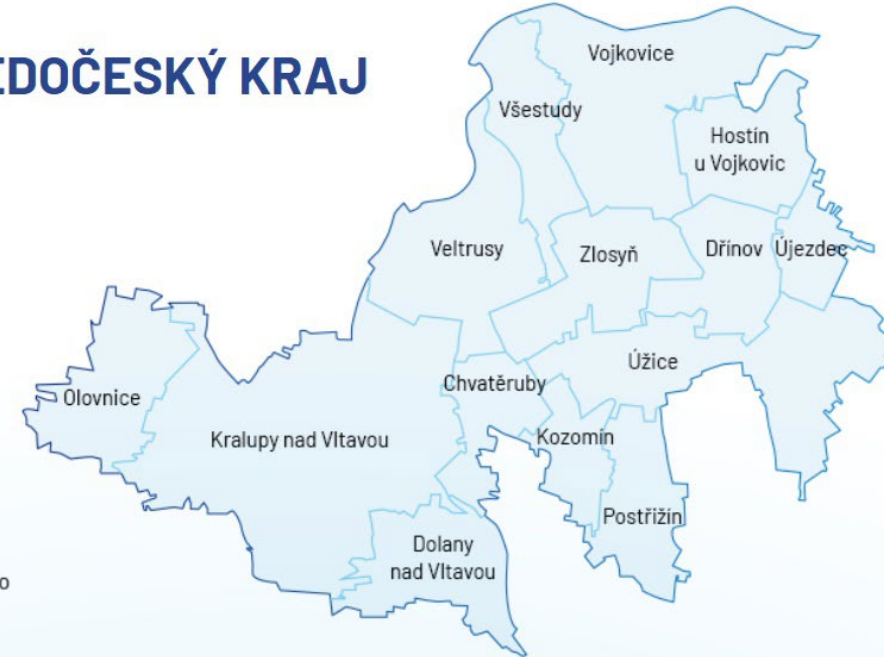 EDOČESKÝ KRAJ
Vojkovice
Všestudy
Hostín
u Vojkovic
Veltrusy
Zlosyň
Dřínov
Újezdec
Olovnice
Chvatěruby
Úžice
Kralupy nad Vltavou
Kozomín
Postřižín
Dolany
nad Vltavou
o